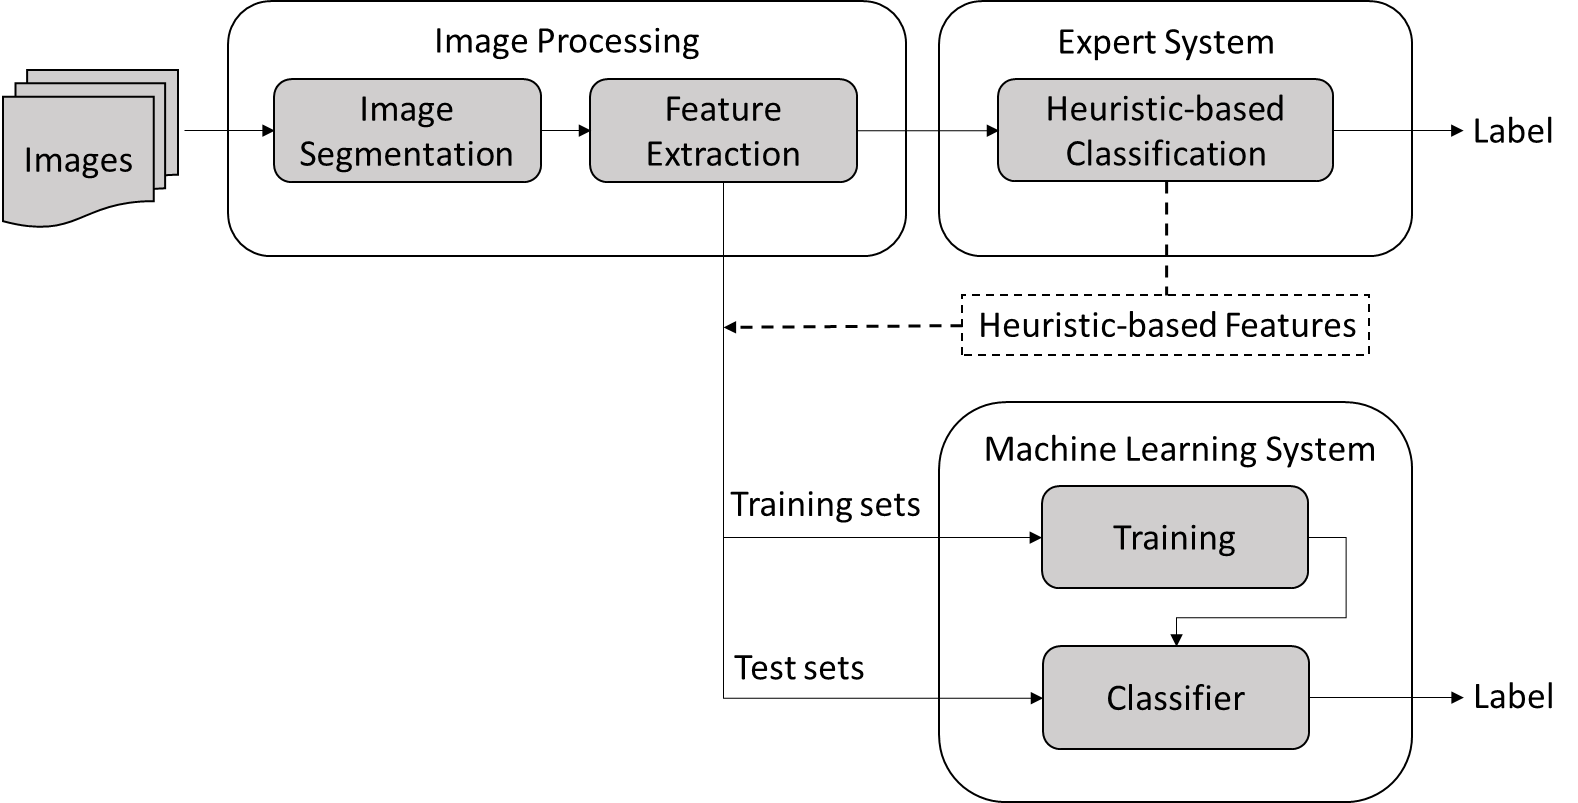 Image Processing
Expert System
Images
Image
Segmentation
Feature
Extraction
Heuristic-based
Classification
Label
Heuristic-based Features
Machine Learning System
Training sets
Training
Test sets
Classifier
Label